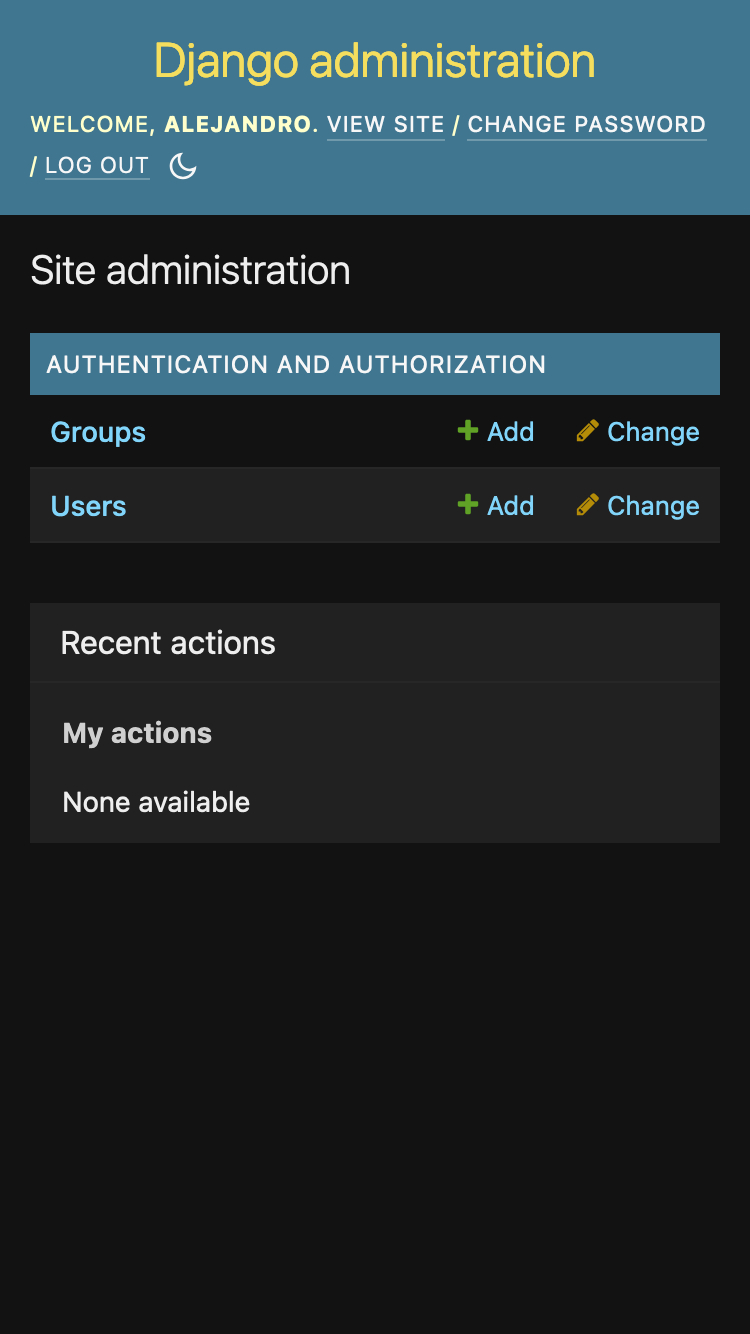 Django administration
WELCOME, ALEJANDRO. VIEW SITE / CHANGE PASSWORD
/ LOG OUT
Site administration
AUTHENTICATION AND AUTHORIZATION
Groups Add Change
Users Add Change
Recent actions
My actions
None available